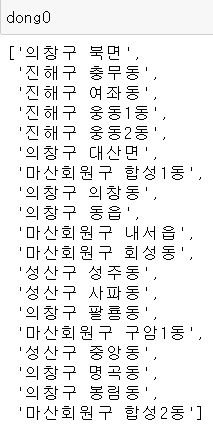 dong0
['의창구 북면',
'진해구 충무동',
'진해구 여좌동',
'진해구 웅동1동',
'진해구 웅동2동',
'의창구 대산면',
'마산회원구 합성1동',
'의창구 의창동',
'의창구 동읍',
'마산회원구 내서읍',
'마산회원구 회성동',
'성산구 성주동',
'성산구 사파동',
'의창구 팔룡동',
'마산회원구 구암1동',
'성산구 중앙동',
'의창구 명곡동',
'의창구 봉림동',
'마산회원구 합성2동']